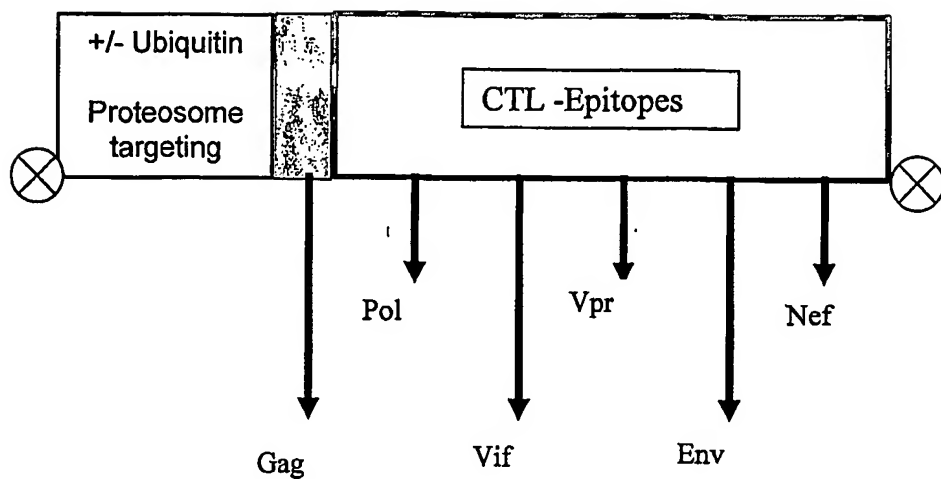 +/- Ubiquitin
Proteosome
targeting
CTL -Epitopes
Pol
Vpr
Nef
Gag
Vif
Env